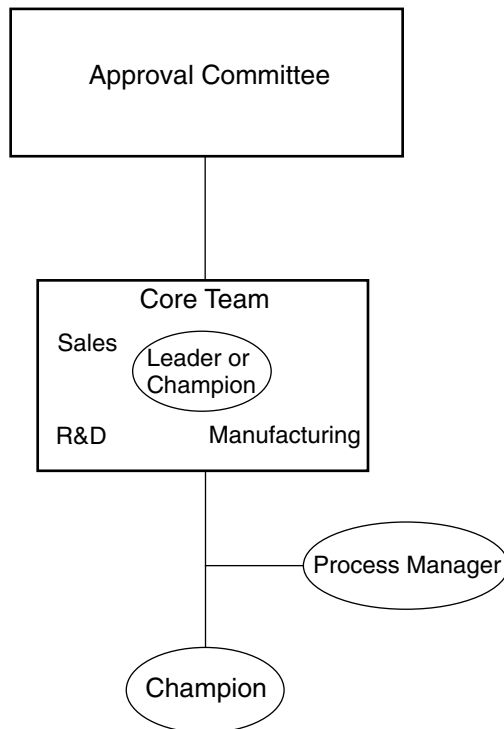 Approval Committee
Core Team
Sales
Leader or
Champion
R&D
Manufacturing
Process Manager
Champion